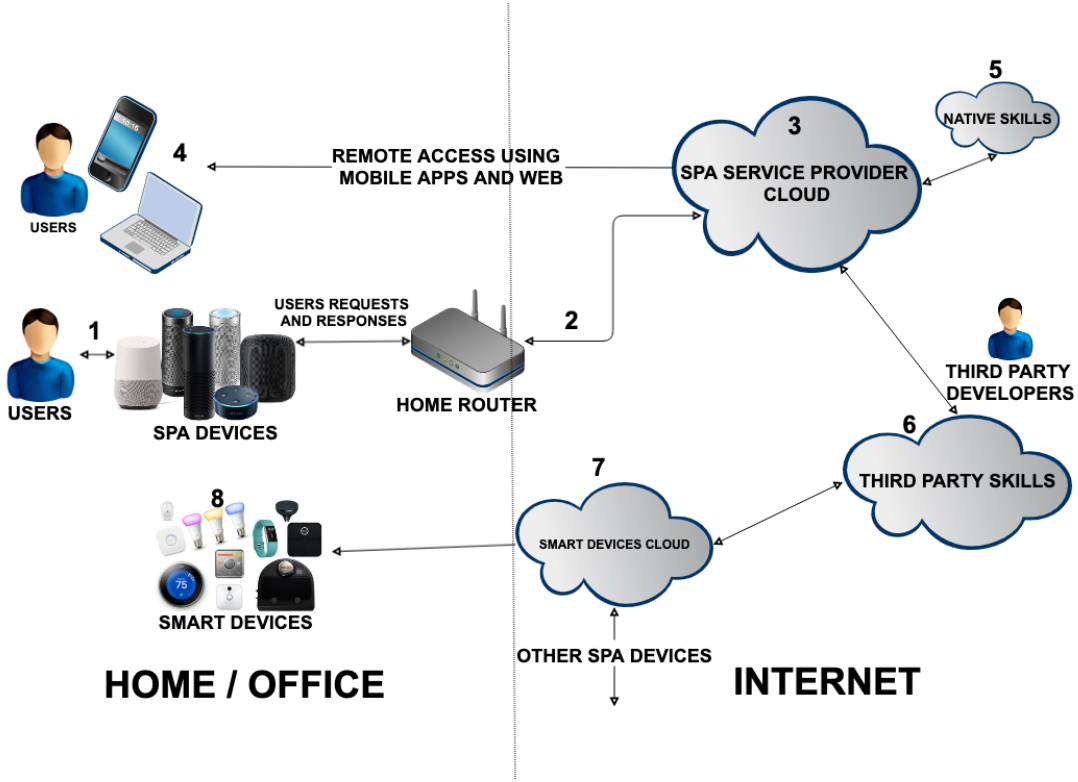 5
NATIVE SKILLS
3
SPA SERVICE PROVIDER
CLOUD
4
REMOTE ACCESS USING
MOBILE APPS AND WEB
USERS
1
USERS REQUESTS
AND RESPONSES
2
THIRD PARTY
DEVELOPERS
USERS
HOME ROUTER
SPA DEVICES
6
THIRD PARTY SKILLS
7
SMART DEVICES CLOUD
8
75
SMART DEVICES
OTHER SPA DEVICES
HOME / OFFICE
INTERNET